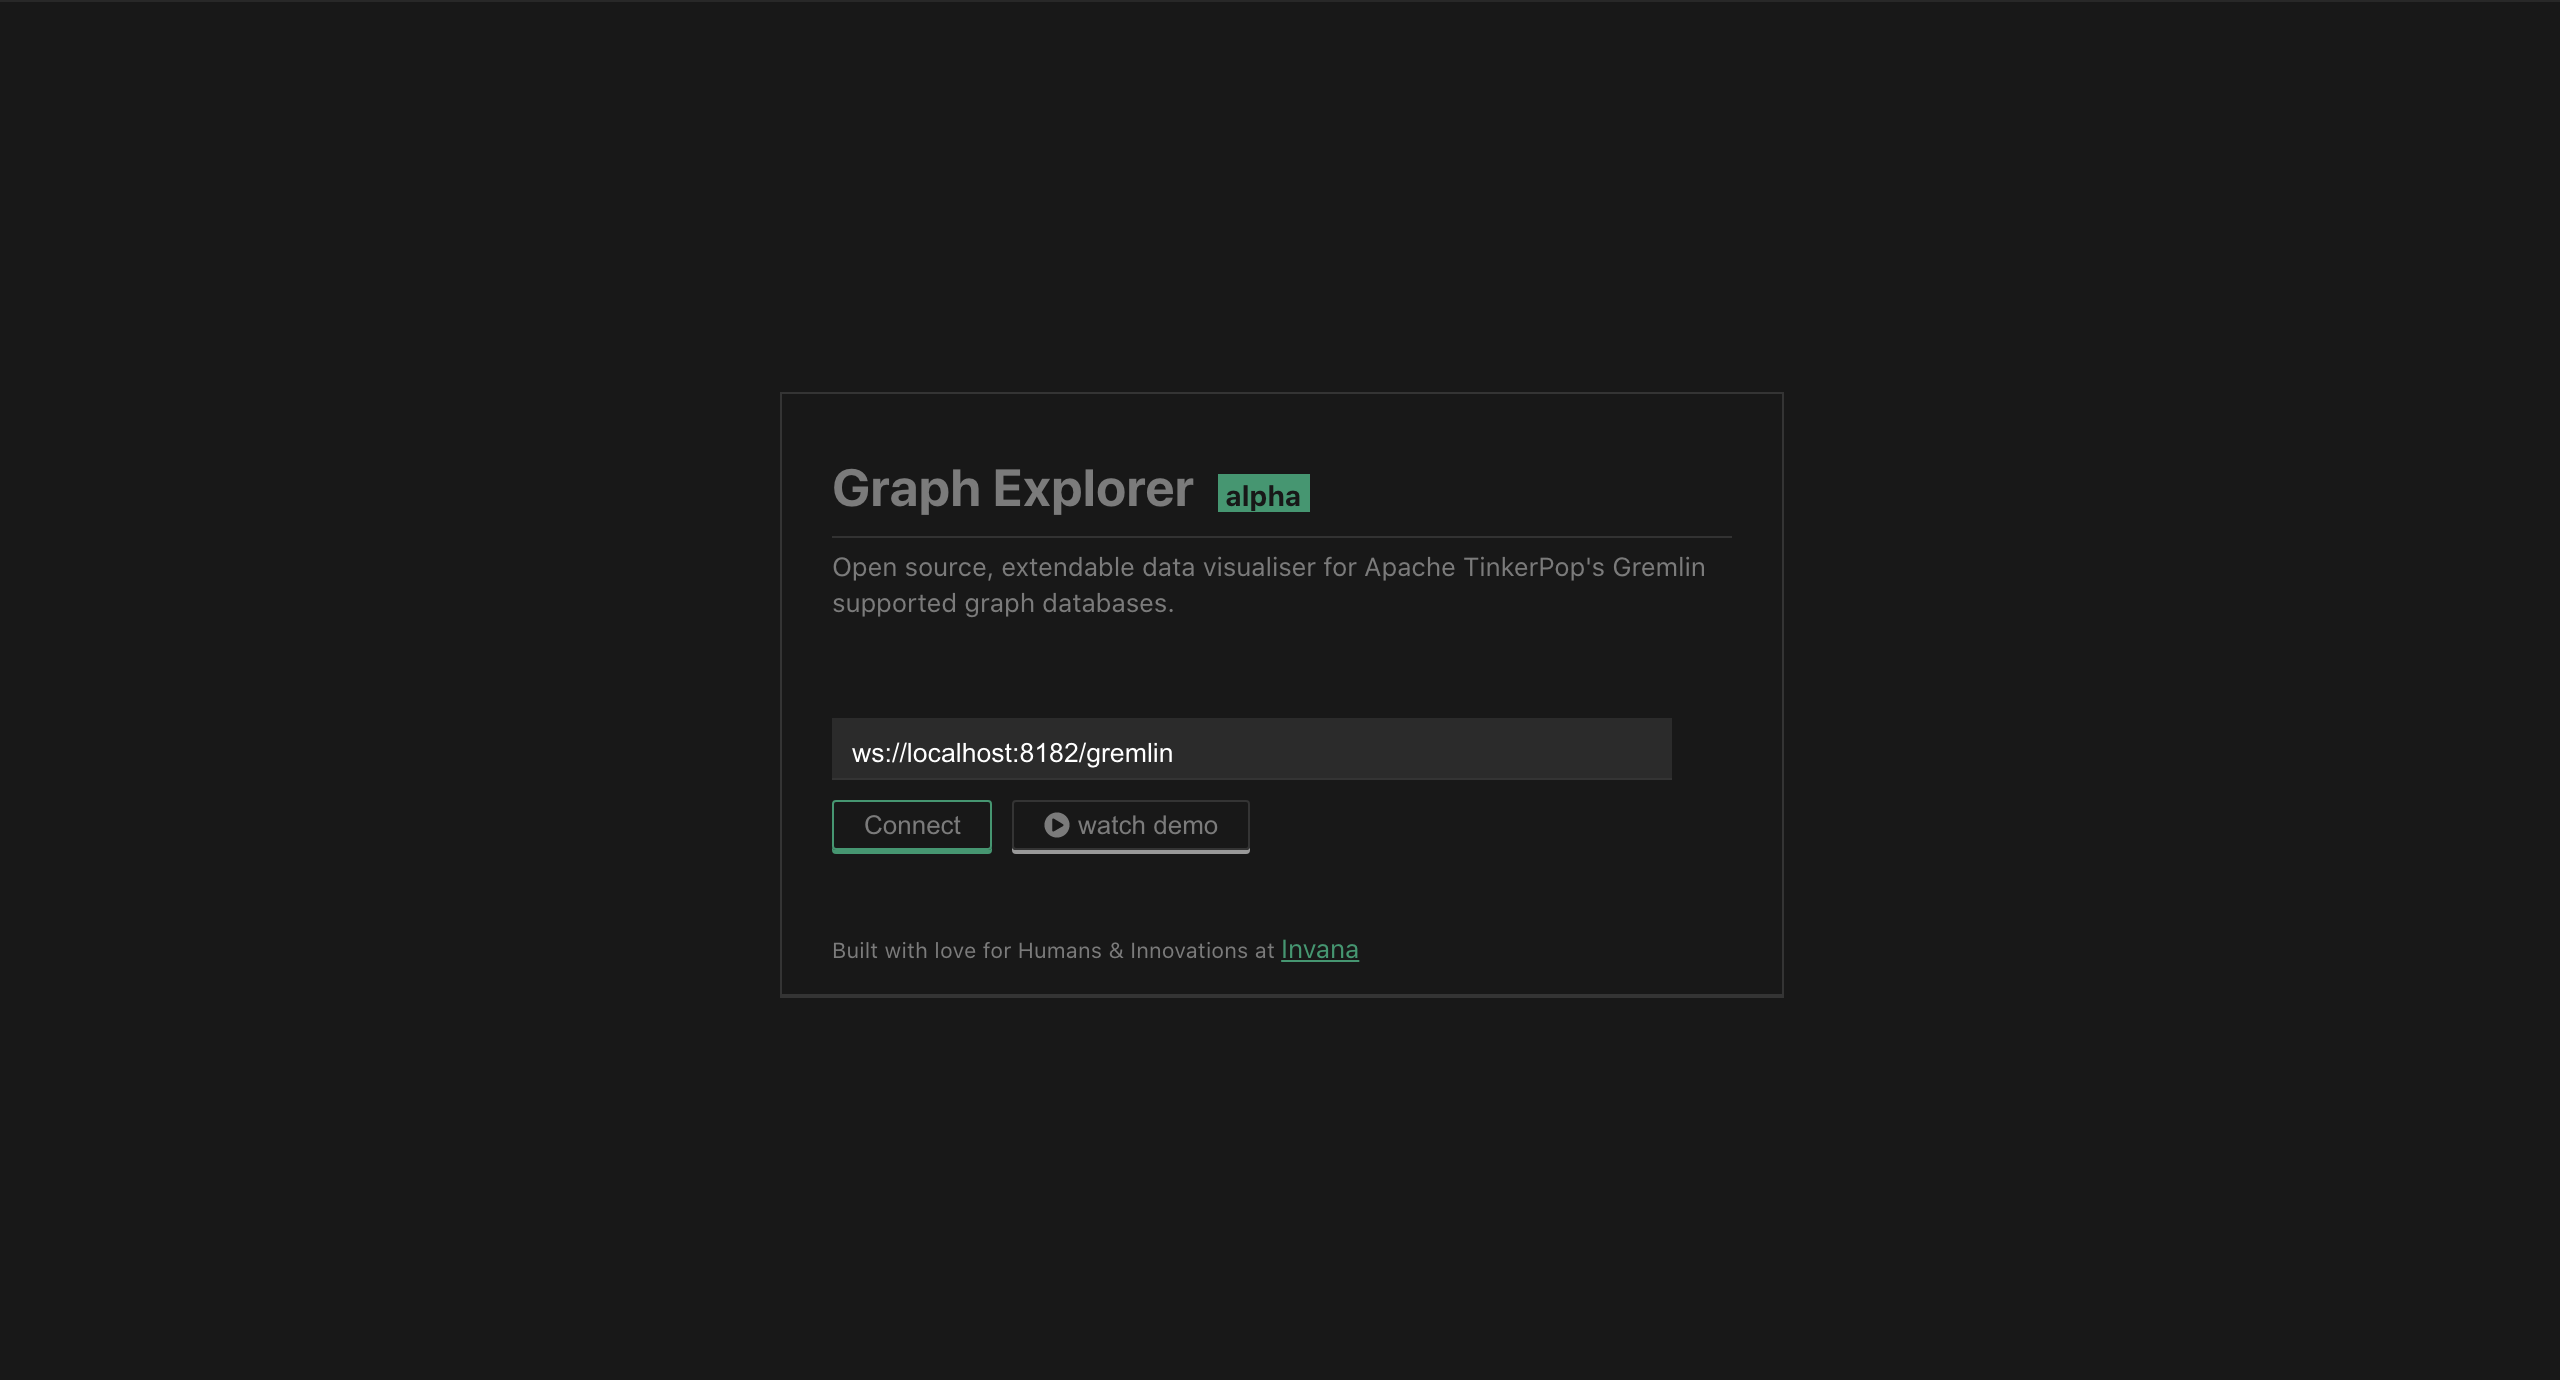 Graph Explorer alpha
Open source, extendable data visualiser for Apache TinkerPop's Gremlin
supported graph databases.
ws://localhost:8182/gremlin
Connect watch demo
Built with love for Humans & Innovations at Invana